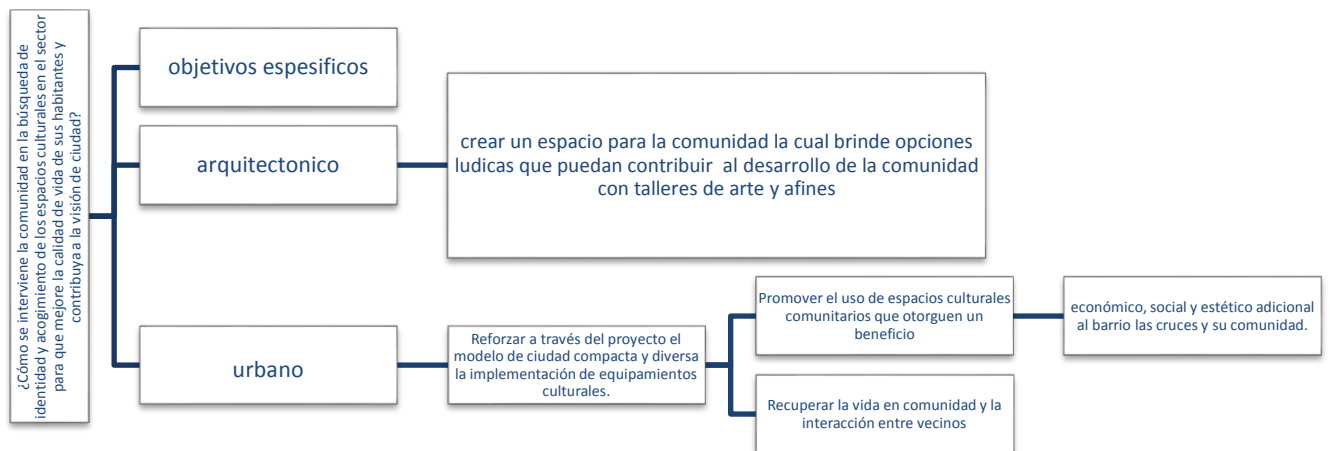 ¿Cómo se interviene la comunidad en la búsqueda de
identidad y acogimiento de los espacios culturales en el sector
para que mejore la calidad de vida de sus habitantes y
contribuya a la visión de ciudad?
objetivos espesificos
arquitectonico
crear un espacio para la comunidad la cual brinde opciones
ludicas que puedan contribuir al desarrollo de la comunidad
con talleres de arte y afines
urbano
Reforzar a través del proyecto el
modelo de ciudad compacta y diversa
la implementación de equipamientos
culturales.
Promover el uso de espacios culturales
comunitarios que otorguen un
beneficio
económico, social y estético adicional
al barrio las cruces y su comunidad.
Recuperar la vida en comunidad y la
interacción entre vecinos